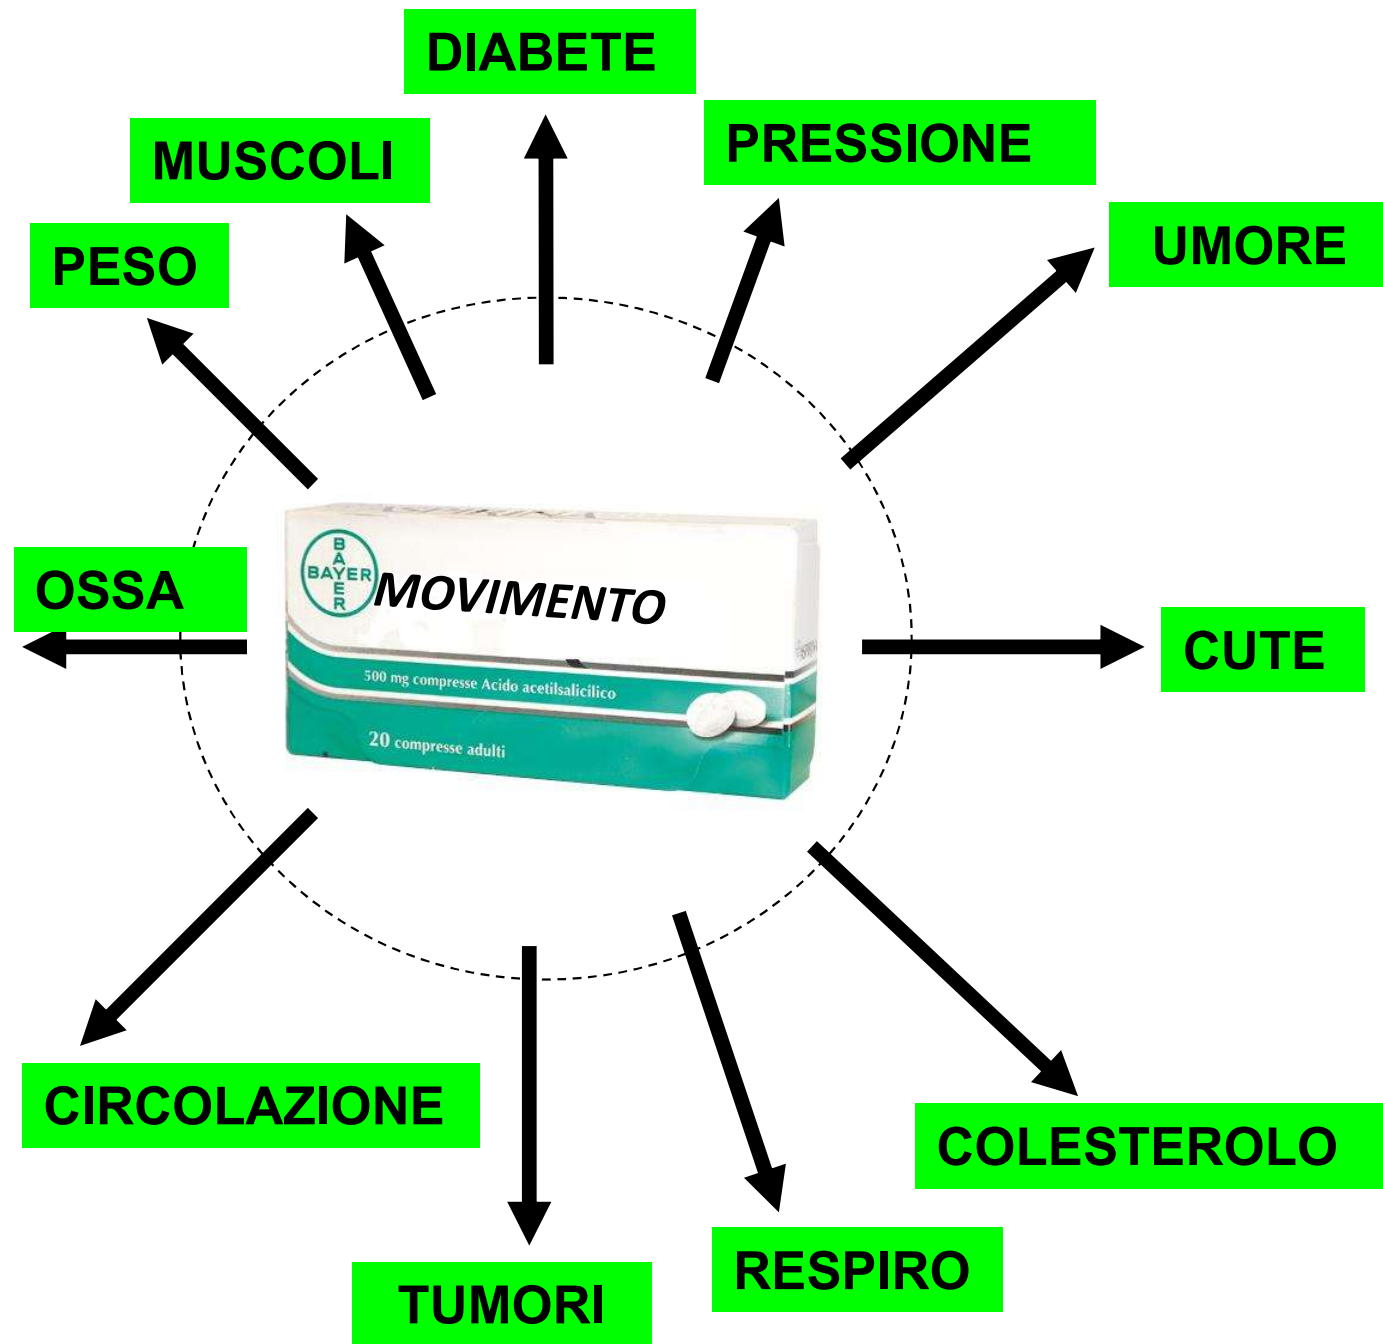 DIABETE
PRESSIONE
MUSCOLI
UMORE
PESO
BAYER
BAYER
MOVIMENTO
OSSA
CUTE
500 mg compresse Acido acetilsalicilico
20 compresse adulti
CIRCOLAZIONE
COLESTEROLO
RESPIRO
TUMORI